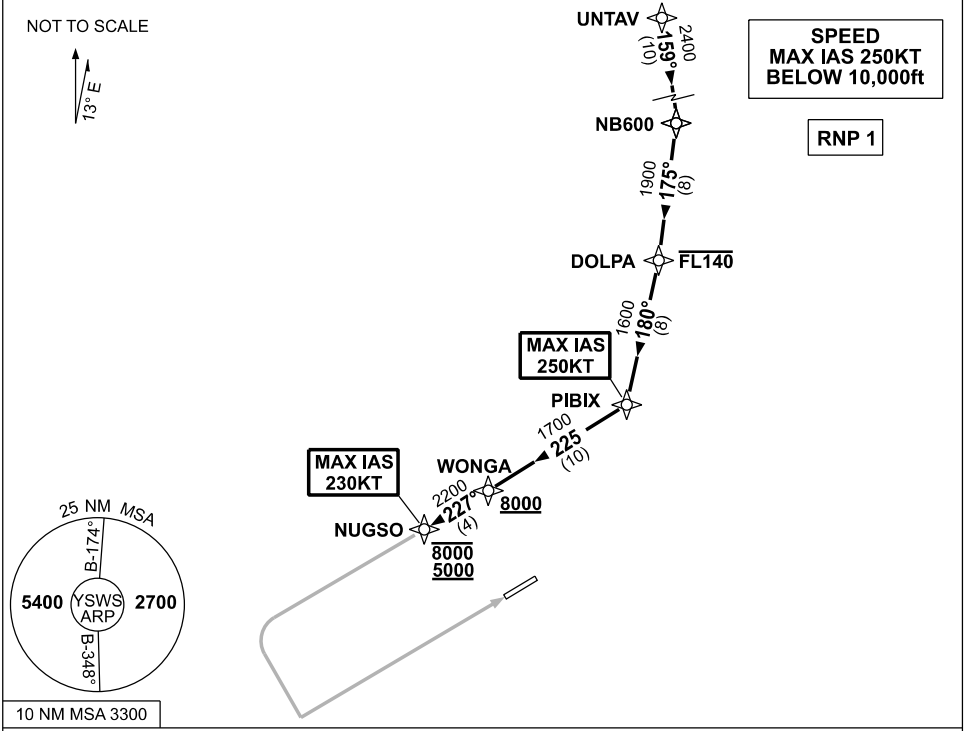 NOT TO SCALE
13° E
UNTAV
2400
159°
(10)
SPEED
MAX IAS 250KT
BELOW 10,000ft
RNP 1
NB600
1900
175°
(8)
DOLPA
FL140
1600
180°
(8)
MAX IAS
250KT
PIBIX
1700
225
(10)
MAX IAS
230KT
WONGA
8000
2200
227°
(4)
NUGSO
8000
5000
25 NM MSA
B-174°
5400
YSWS
ARP
2700
B-348°
10 NM MSA 3300